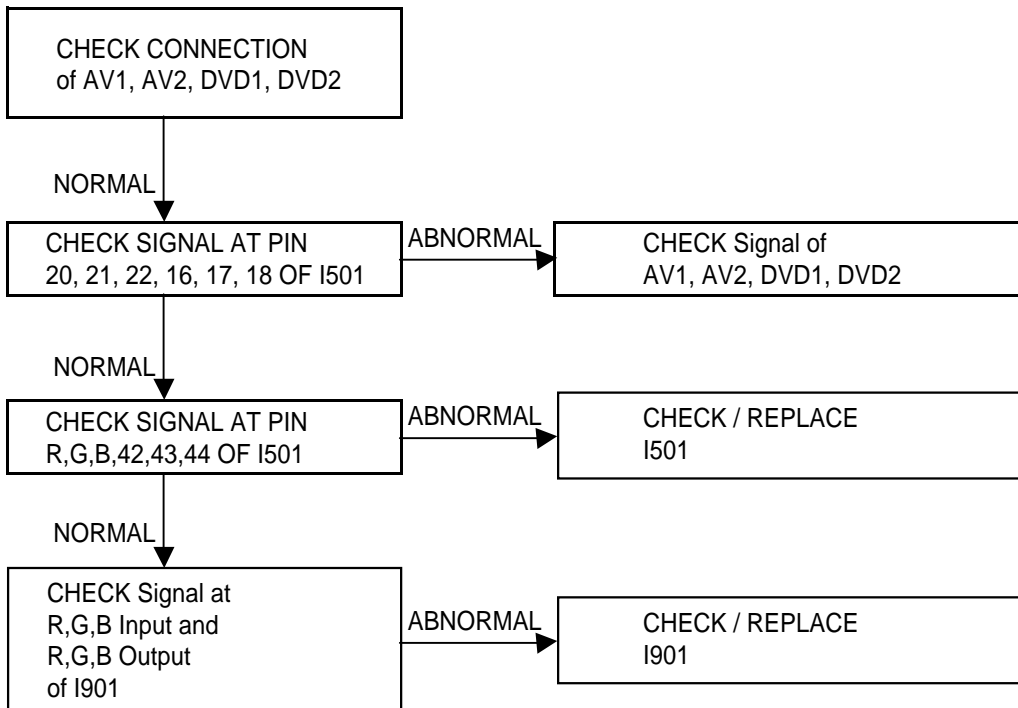 CHECK CONNECTION
of AV1, AV2, DVD1, DVD2
NORMAL
CHECK SIGNAL AT PIN
20, 21, 22, 16, 17, 18 OF I501
ABNORMAL
CHECK Signal of
AV1, AV2, DVD1, DVD2
NORMAL
CHECK SIGNAL AT PIN
R,G,B,42,43,44 OF I501
ABNORMAL
CHECK / REPLACE
I501
NORMAL
CHECK Signal at
R,G,B Input and
R,G,B Output
of I901
ABNORMAL
CHECK / REPLACE
I901